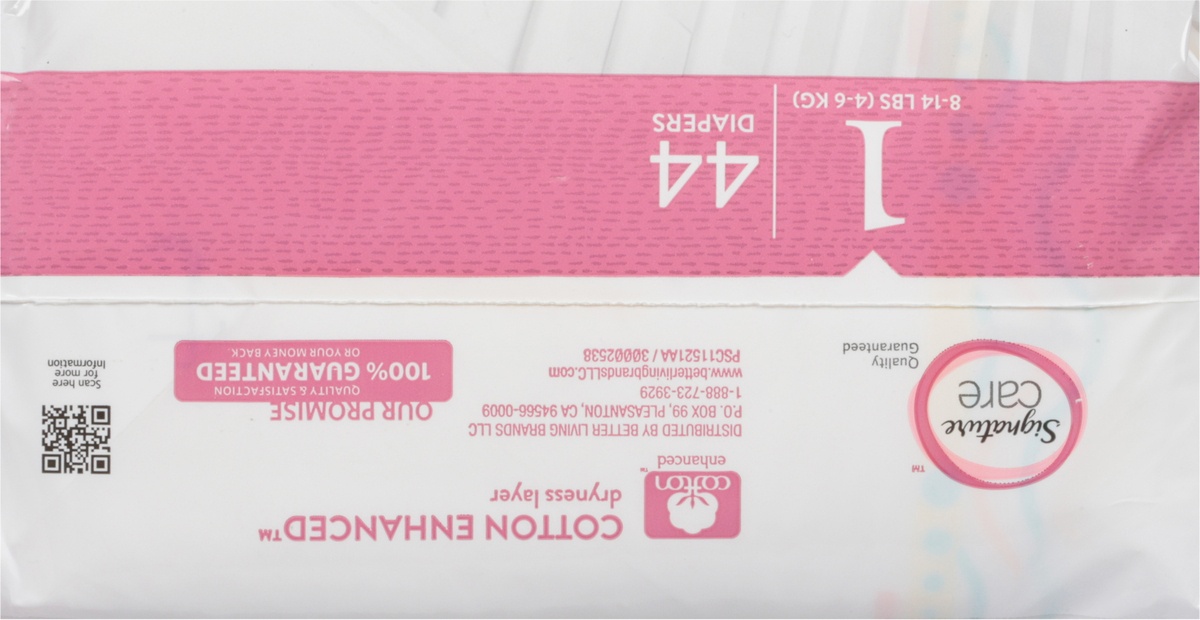 Signature
care
™
Quality
Guaranteed
COTTON ENHANCED™
dryness layer
cotton
™
enhanced
DISTRIBUTED BY BETTER LIVING BRANDS LLC
P.O. BOX 99, PLEASANTON, CA 94566-0009
1-888-723-3929
www.betterlivingbrandsLLC.com
PSC11521AA / 30002538
OUR PROMISE
QUALITY & SATISFACTION
100% GUARANTEED
OR YOUR MONEY BACK
Scan here
for more
Information
1
8-14 LBS (4-6 KG)
44
DIAPERS